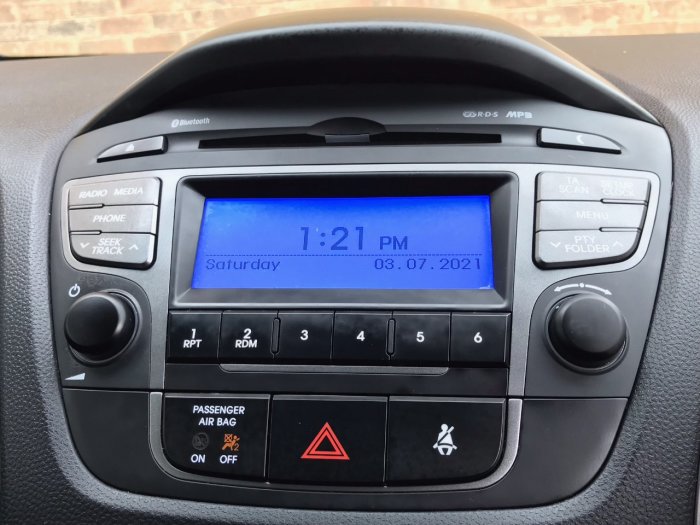 Bluetooth
R·D·S MP3
RADIO MEDIA
PHONE
SEEK
TRACK
1:21 PM
Saturday 03.07.2021
TA
SCAN
SETUP
CLOCK
MENU
PTY
FOLDER
1
RPT
2
RDM
3
4
5
6
PASSENGER
AIR BAG
ON OFF